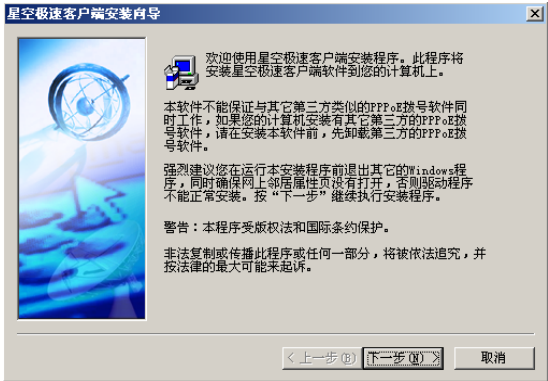 星空极速客户端安装向导
欢迎使用星空极速客户端安装程序。此程序将
安装星空极速客户端软件到您的计算机上。
本软件不能保证与其它第三方类似的PPPoE拨号软件同
时工作，如果您的计算机安装有其它第三方的PPPoE拨
号软件，请在安装本软件前，先卸载第三方的PPPoE拨
号软件。
强烈建议您在运行本安装程序前退出其它的Windows程
序，同时确保网上邻居属性页没有打开，否则驱动程序
不能正常安装。按“下一步”继续执行安装程序。
警告：本程序受版权法和国际条约保护。
非法复制或传播此程序或任何一部分，将被依法追究，并
按法律的最大可能来起诉。
< 上一步(B) 下一步(N) > 取消